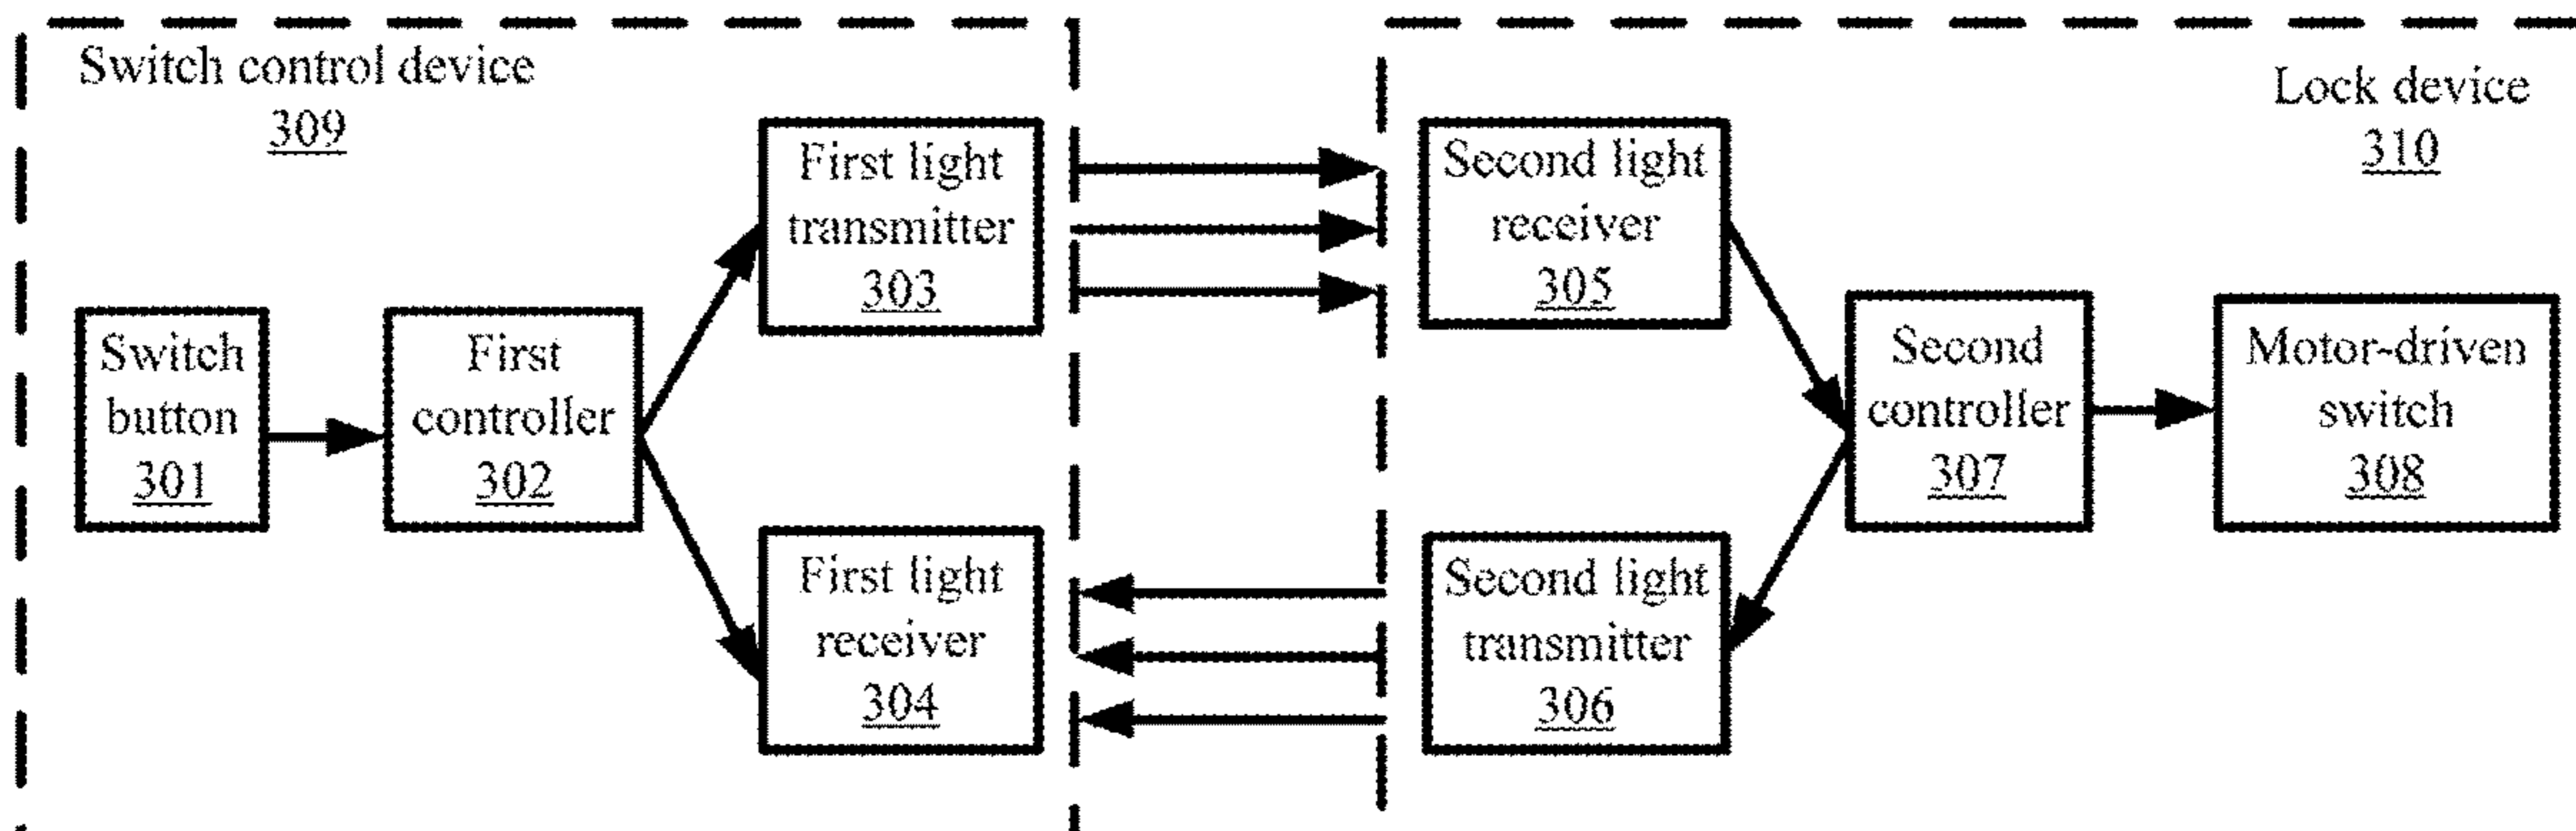 Switch control device
309
Lock device
310
First light
transmitter
303
Second light
receiver
305
Switch
button
301
First
controller
302
Second
controller
307
Motor-driven
switch
308
First light
receiver
304
Second light
transmitter
306